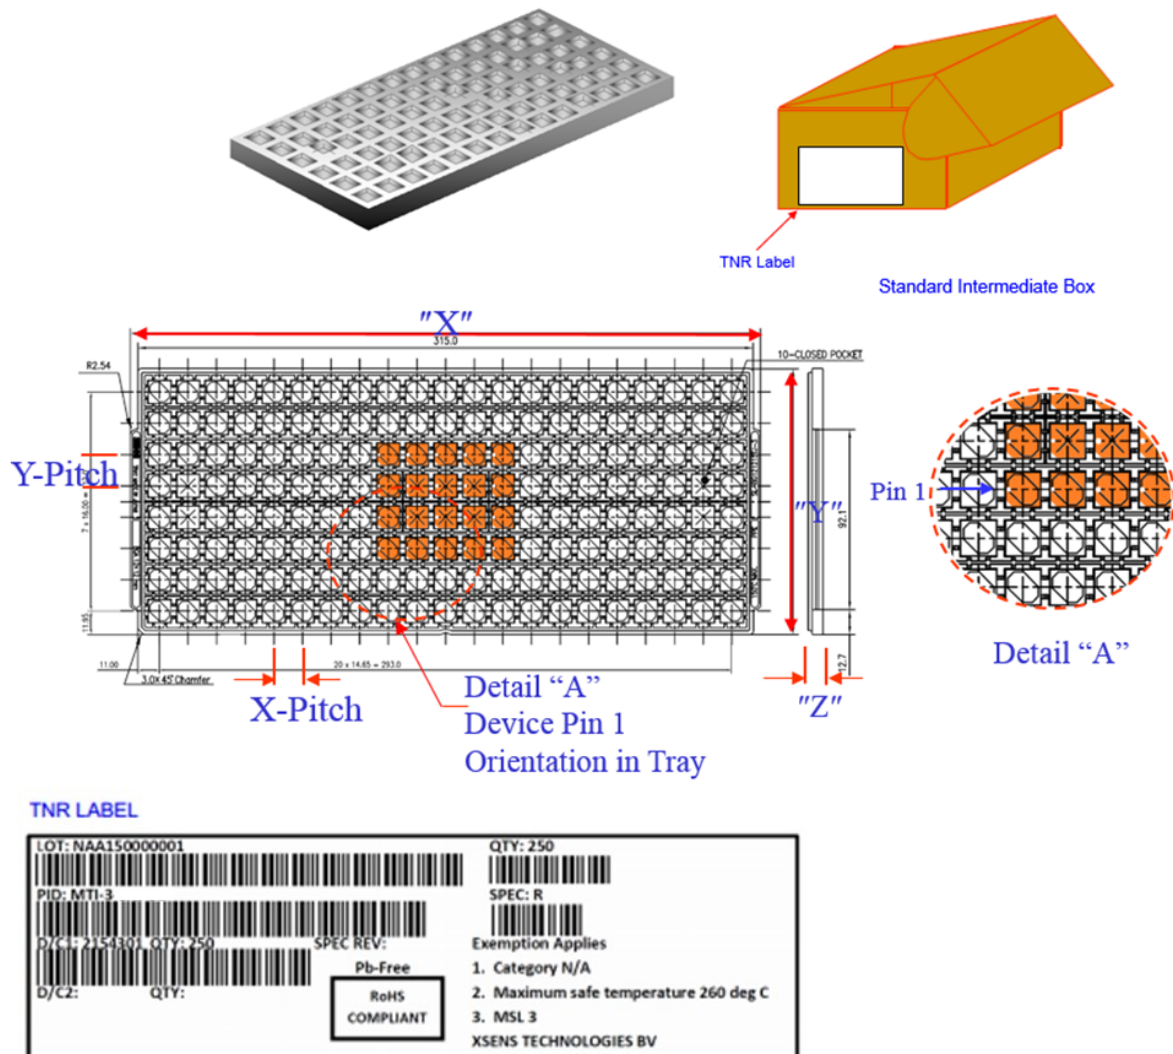 TNR Label
Standard Intermediate Box
"X"
315.0
R2.54
10-CLOSED POCKET
Y-Pitch
7 x 16.00 =
"Y"
92.1
Pin 1
11.95
12.7
11.00
20 x 14.65 = 293.0
3.0X45°Chamfer
X-Pitch
Detail “A”
Device Pin 1
Orientation in Tray
"Z"
Detail “A”
TNR LABEL
LOT: NAA150000001 QTY: 250
PID: MTI-3 SPEC: R
D/C1: 2154301 QTY: 250 SPEC REV: Exemption Applies
Pb-Free 1. Category N/A
D/C2: QTY: RoHS 2. Maximum safe temperature 260 deg C
COMPLIANT 3. MSL 3
XSENS TECHNOLOGIES BV